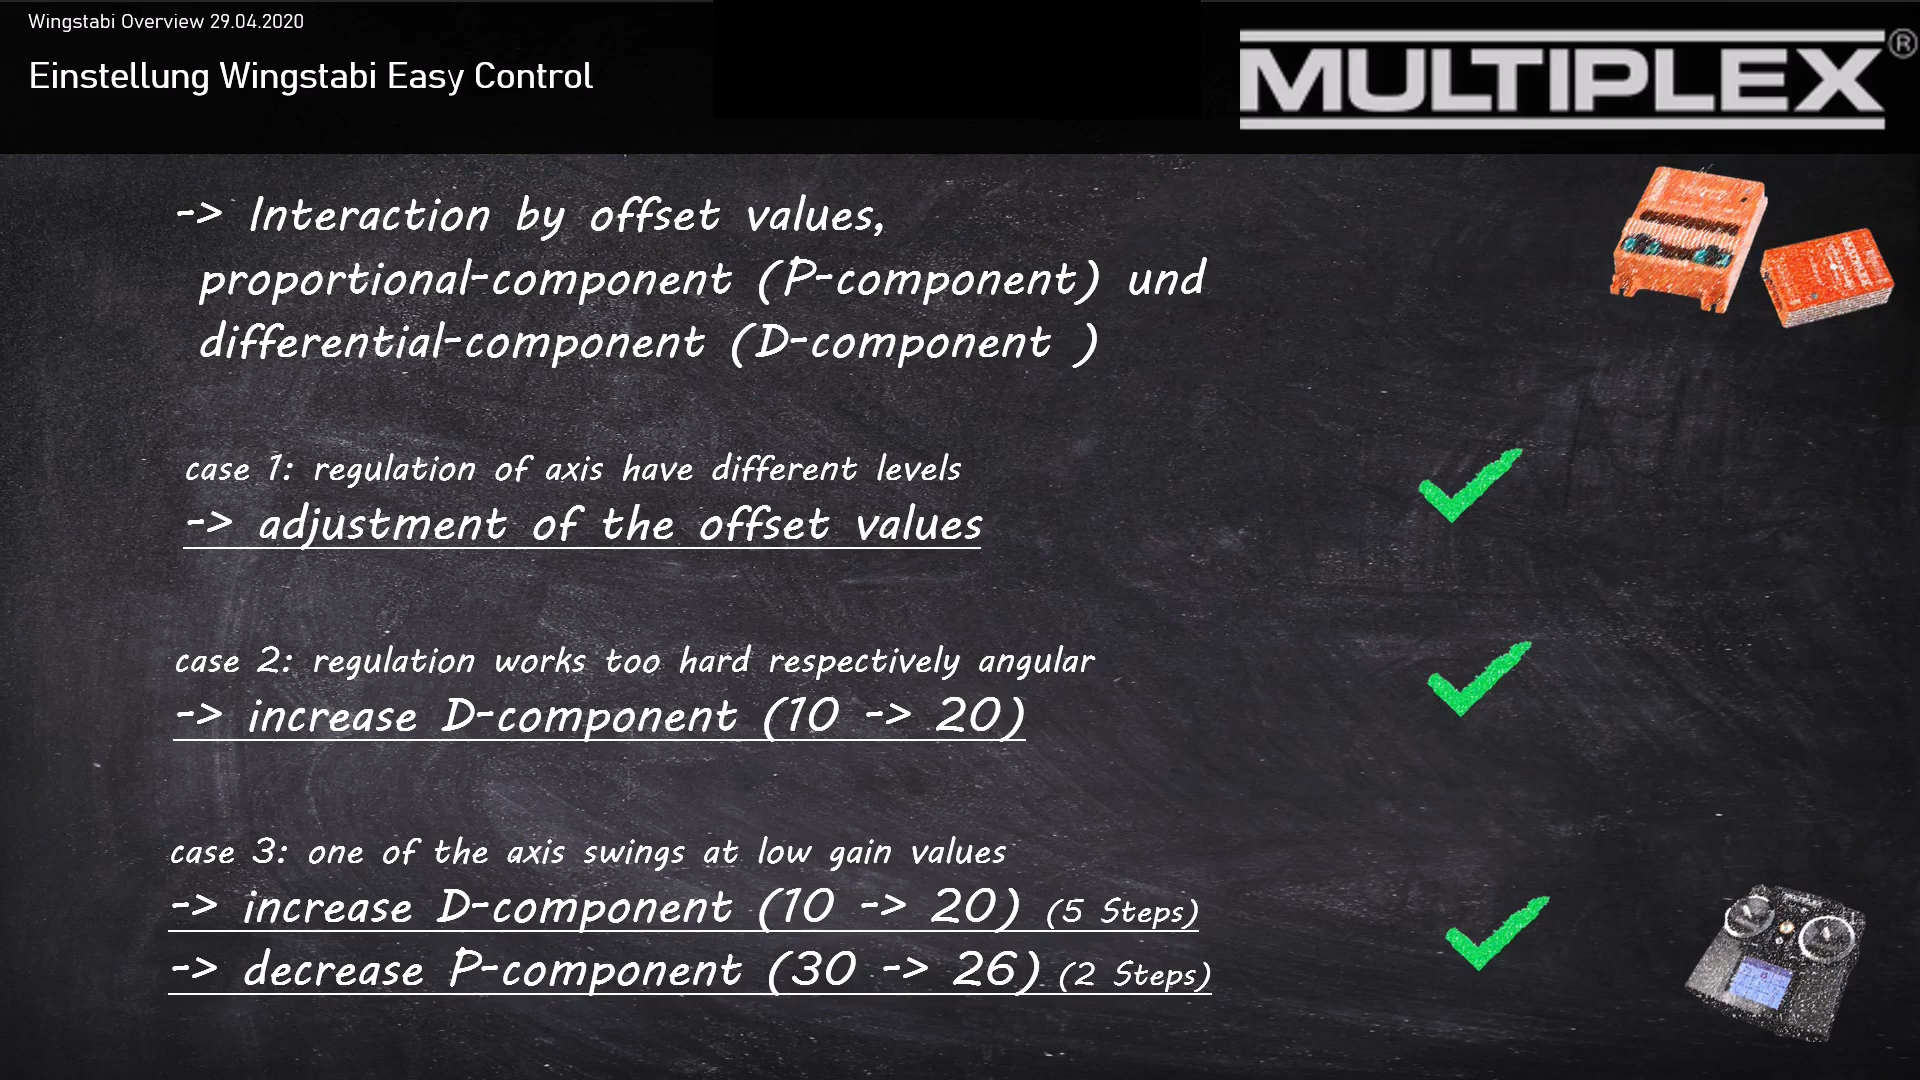 Wingstabi Overview 29.04.2020
Einstellung Wingstabi Easy Control
MULTIPLEX®
-> Interaction by offset values,
proportional-component (P-component) und
differential-component (D-component )
case 1: regulation of axis have different levels
-> adjustment of the offset values
case 2: regulation works too hard respectively angular
-> increase D-component (10 -> 20)
case 3: one of the axis swings at low gain values
-> increase D-component (10 -> 20) (5 Steps)
-> decrease P-component (30 -> 26) (2 Steps)